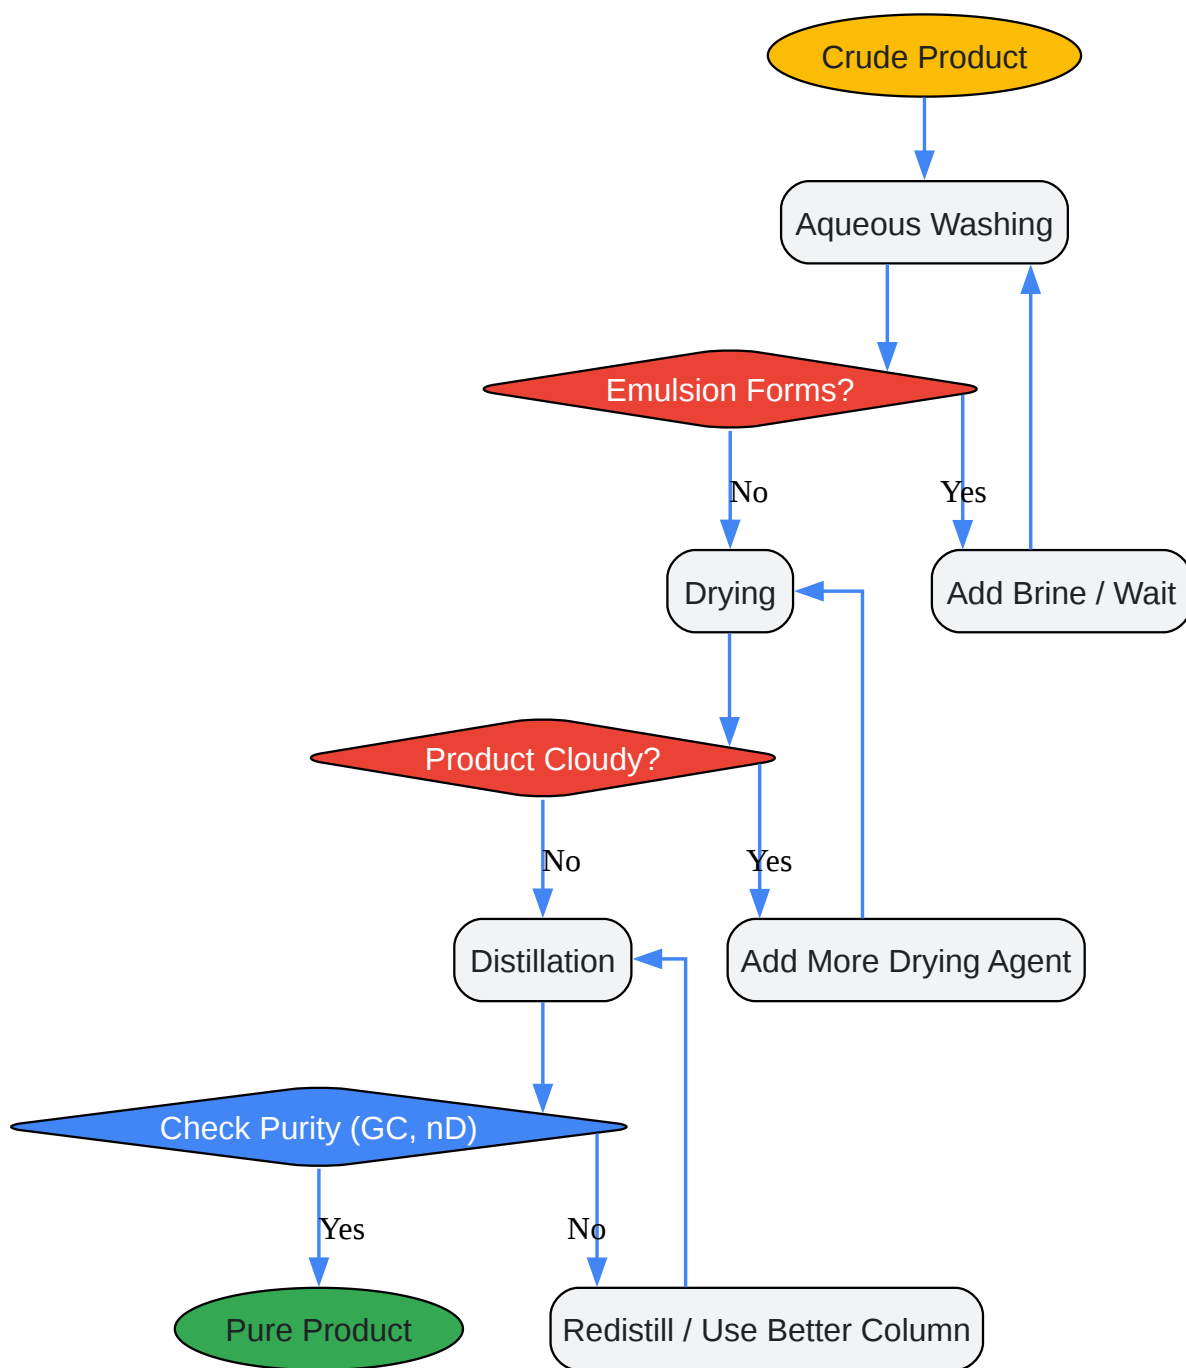 Crude Product
Aqueous Washing
Emulsion Forms?
No
Yes
Drying
Add Brine / Wait
Product Cloudy?
No
Yes
Distillation
Add More Drying Agent
Check Purity (GC, nD)
Yes
No
Pure Product
Redistill / Use Better Column